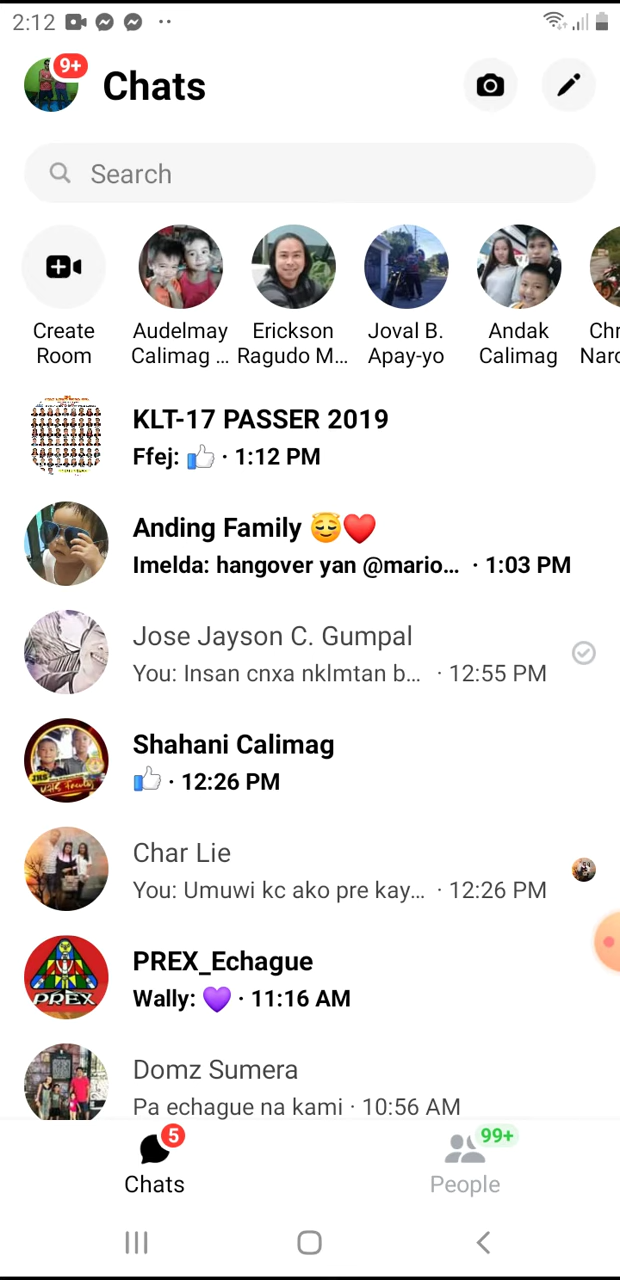 2:12
9+
Chats
Search
Create Room
Audelmay Calimag ...
Erickson Ragudo M...
Joval B. Apay-yo
Andak Calimag
Chr
Narc
KLT-17 PASSER 2019
Ffej: 👍 · 1:12 PM
Anding Family 😇❤️
Imelda: hangover yan @mario... · 1:03 PM
Jose Jayson C. Gumpal
You: Insan cnxa nklmtan b... · 12:55 PM
Shahani Calimag
👍 · 12:26 PM
JHS
Char Lie
You: Umuwi kc ako pre kay... · 12:26 PM
PREX_Echague
PREX
Wally: 💜 · 11:16 AM
Domz Sumera
Pa echague na kami · 10:56 AM
5
99+
Chats
People